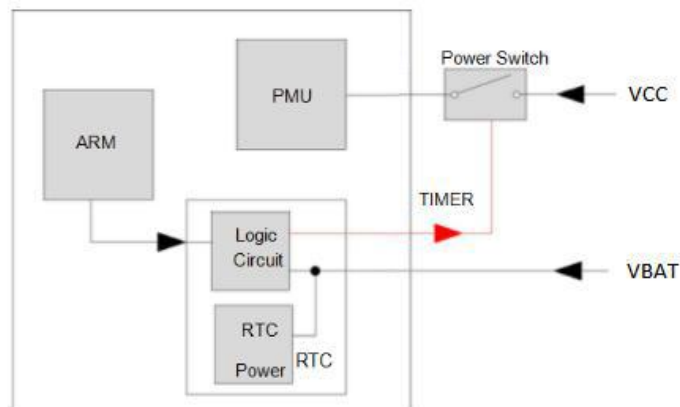 Power Switch
PMU
VCC
ARM
TIMER
Logic
Circuit
VBAT
RTC
Power
RTC